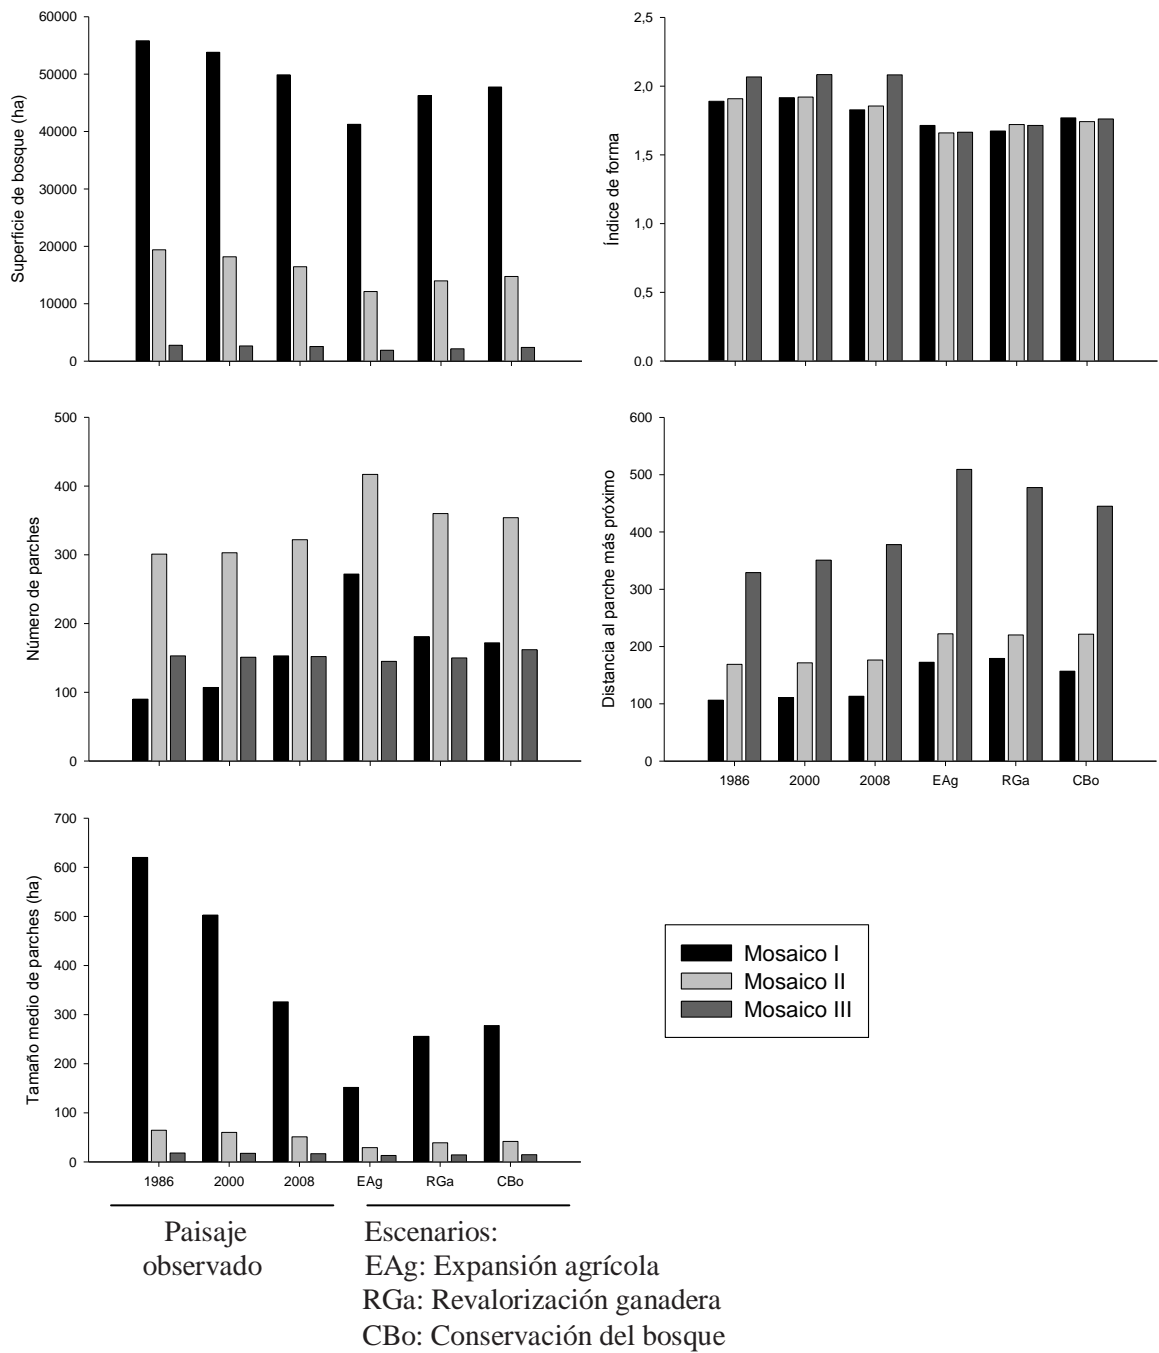 Superficie de bosque (ha)
60000
50000
40000
30000
20000
10000
0
Índice de forma
2,5
2,0
1,5
1,0
0,5
0.0
Número de parches
500
400
300
200
100
0
Distancia al parche más próximo
600
500
400
300
200
100
0
1986 2000 2008 EAg RGa CBo
Tamaño medio de parches (ha)
700
600
500
400
300
200
100
0
1986 2000 2008 EAg RGa CBo
Mosaico I
Mosaico II
Mosaico III
Paisaje
observado
Escenarios:
EAg: Expansión agrícola
RGa: Revalorización ganadera
CBo: Conservación del bosque